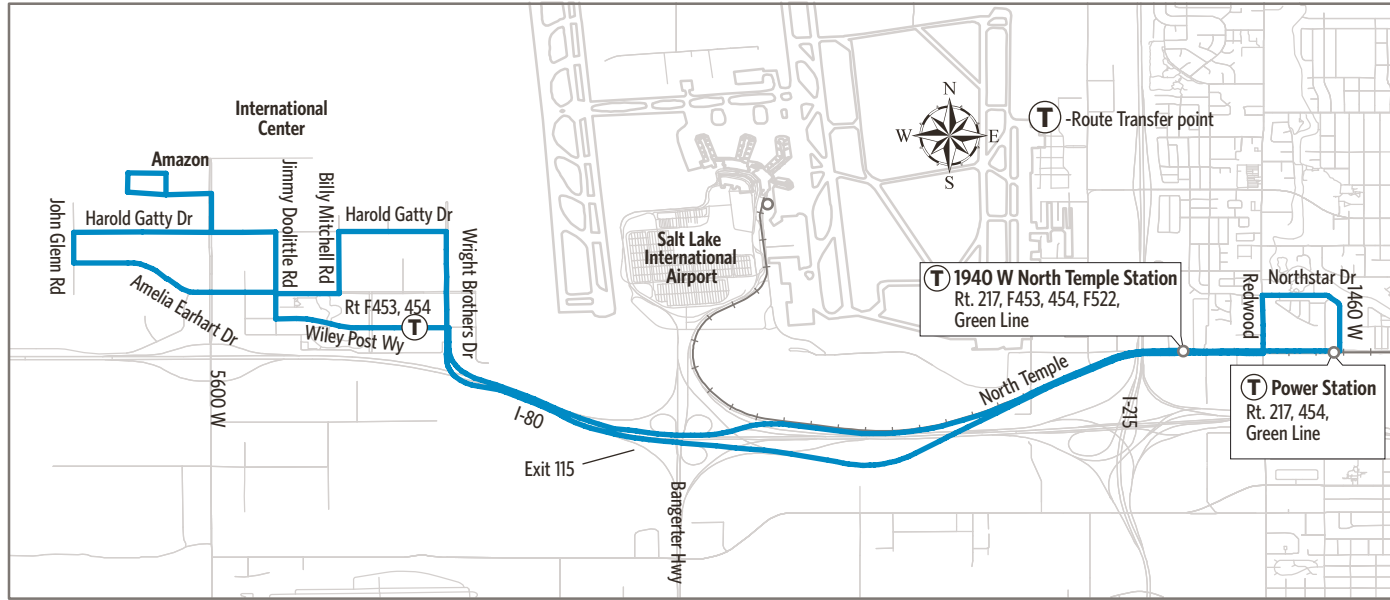 International
Center
Amazon
John Glenn Rd
Harold Gatty Dr
Jimmy Doolittle Rd
Billy Mitchell Rd
Harold Gatty Dr
Wright Brothers Dr
Amelia Earhart Dr
Rt F453, 454
T
Wiley Post Wy
5600 W
I-80
Exit 115
Bangerter Hwy
Salt Lake
International
Airport
N
W
E
S
T -Route Transfer point
T 1940 W North Temple Station
Rt. 217, F453, 454, F522,
Green Line
North Temple
I-215
Redwood
Northstar Dr
1460 W
T Power Station
Rt. 217, 454,
Green Line